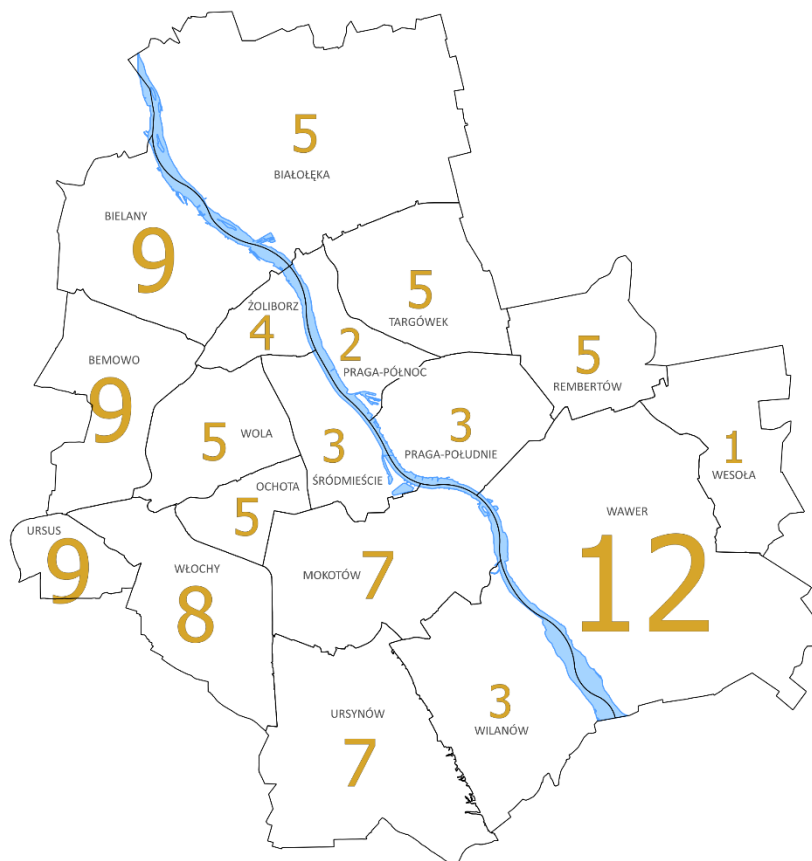 5
BIAŁOŁĘKA
BIELANY
9
5
TARGÓWEK
ŻOLIBORZ
4
2
PRAGA-PÓŁNOC
5
REMBERTÓW
BEMOWO
9
5 WOLA
3
ŚRÓDMIEŚCIE
3
PRAGA-POŁUDNIE
1
WESOŁA
OCHOTA
5
WAWER
12
URSUS
9
WŁOCHY
8
MOKOTÓW 7
URSYNÓW
7
3
WILANÓW